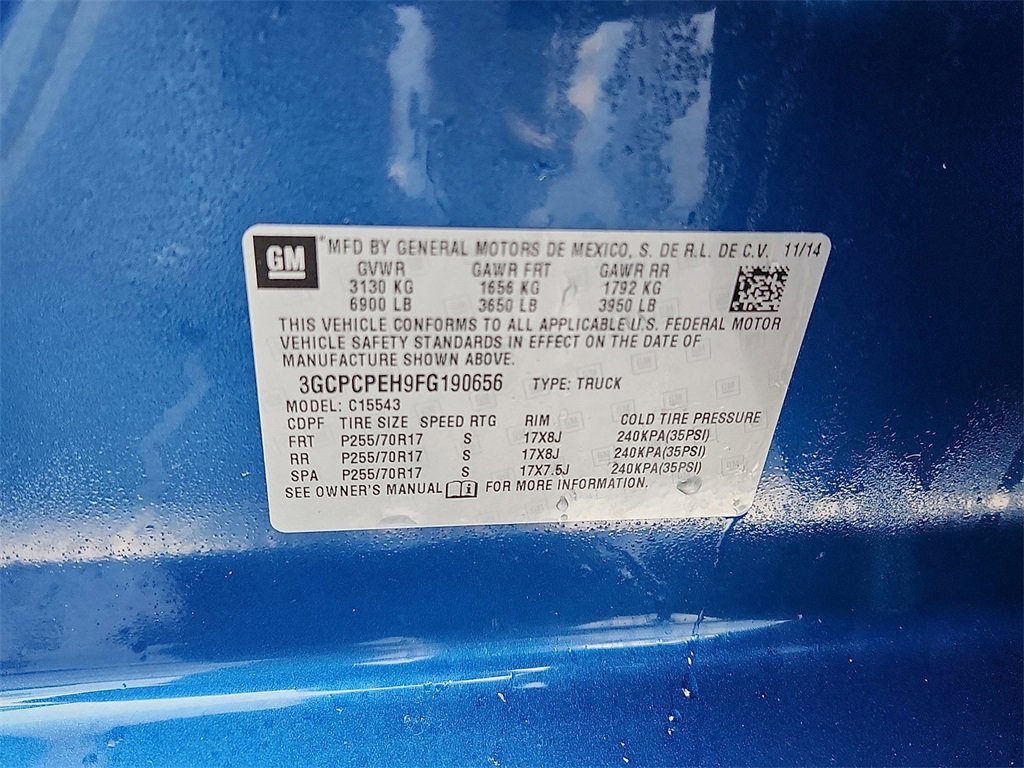 GM ® MFD BY GENERAL MOTORS DE MEXICO, S. DE R.L. DE C.V. 11/14
GVWR GAWR FRT GAWR RR
3130 KG 1656 KG 1792 KG
6900 LB 3650 LB 3950 LB
THIS VEHICLE CONFORMS TO ALL APPLICABLE U.S. FEDERAL MOTOR
VEHICLE SAFETY STANDARDS IN EFFECT ON THE DATE OF
MANUFACTURE SHOWN ABOVE.
3GCPCPEH9FG190656 TYPE: TRUCK
MODEL: C15543
CDPF TIRE SIZE SPEED RTG RIM COLD TIRE PRESSURE
FRT P255/70R17 S 17X8J 240KPA(35PSI)
RR P255/70R17 S 17X8J 240KPA(35PSI)
SPA P255/70R17 S 17X7.5J 240KPA(35PSI)
SEE OWNER'S MANUAL FOR MORE INFORMATION.